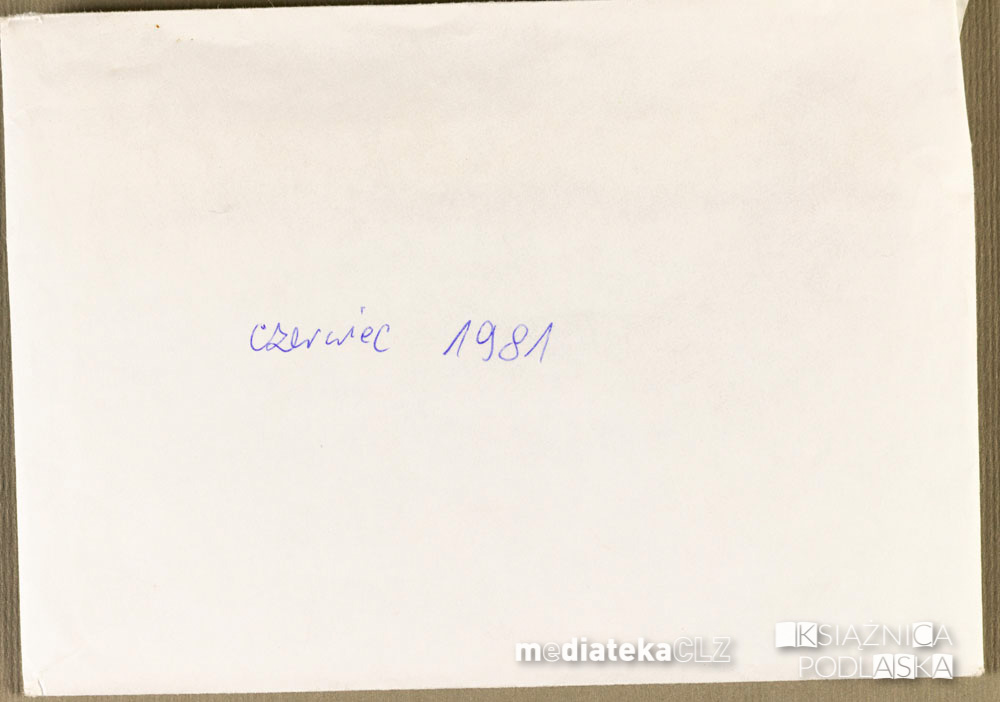 czerwiec 1981
mediatekaCLZ
KSIĄŻNICA
PODLASKA